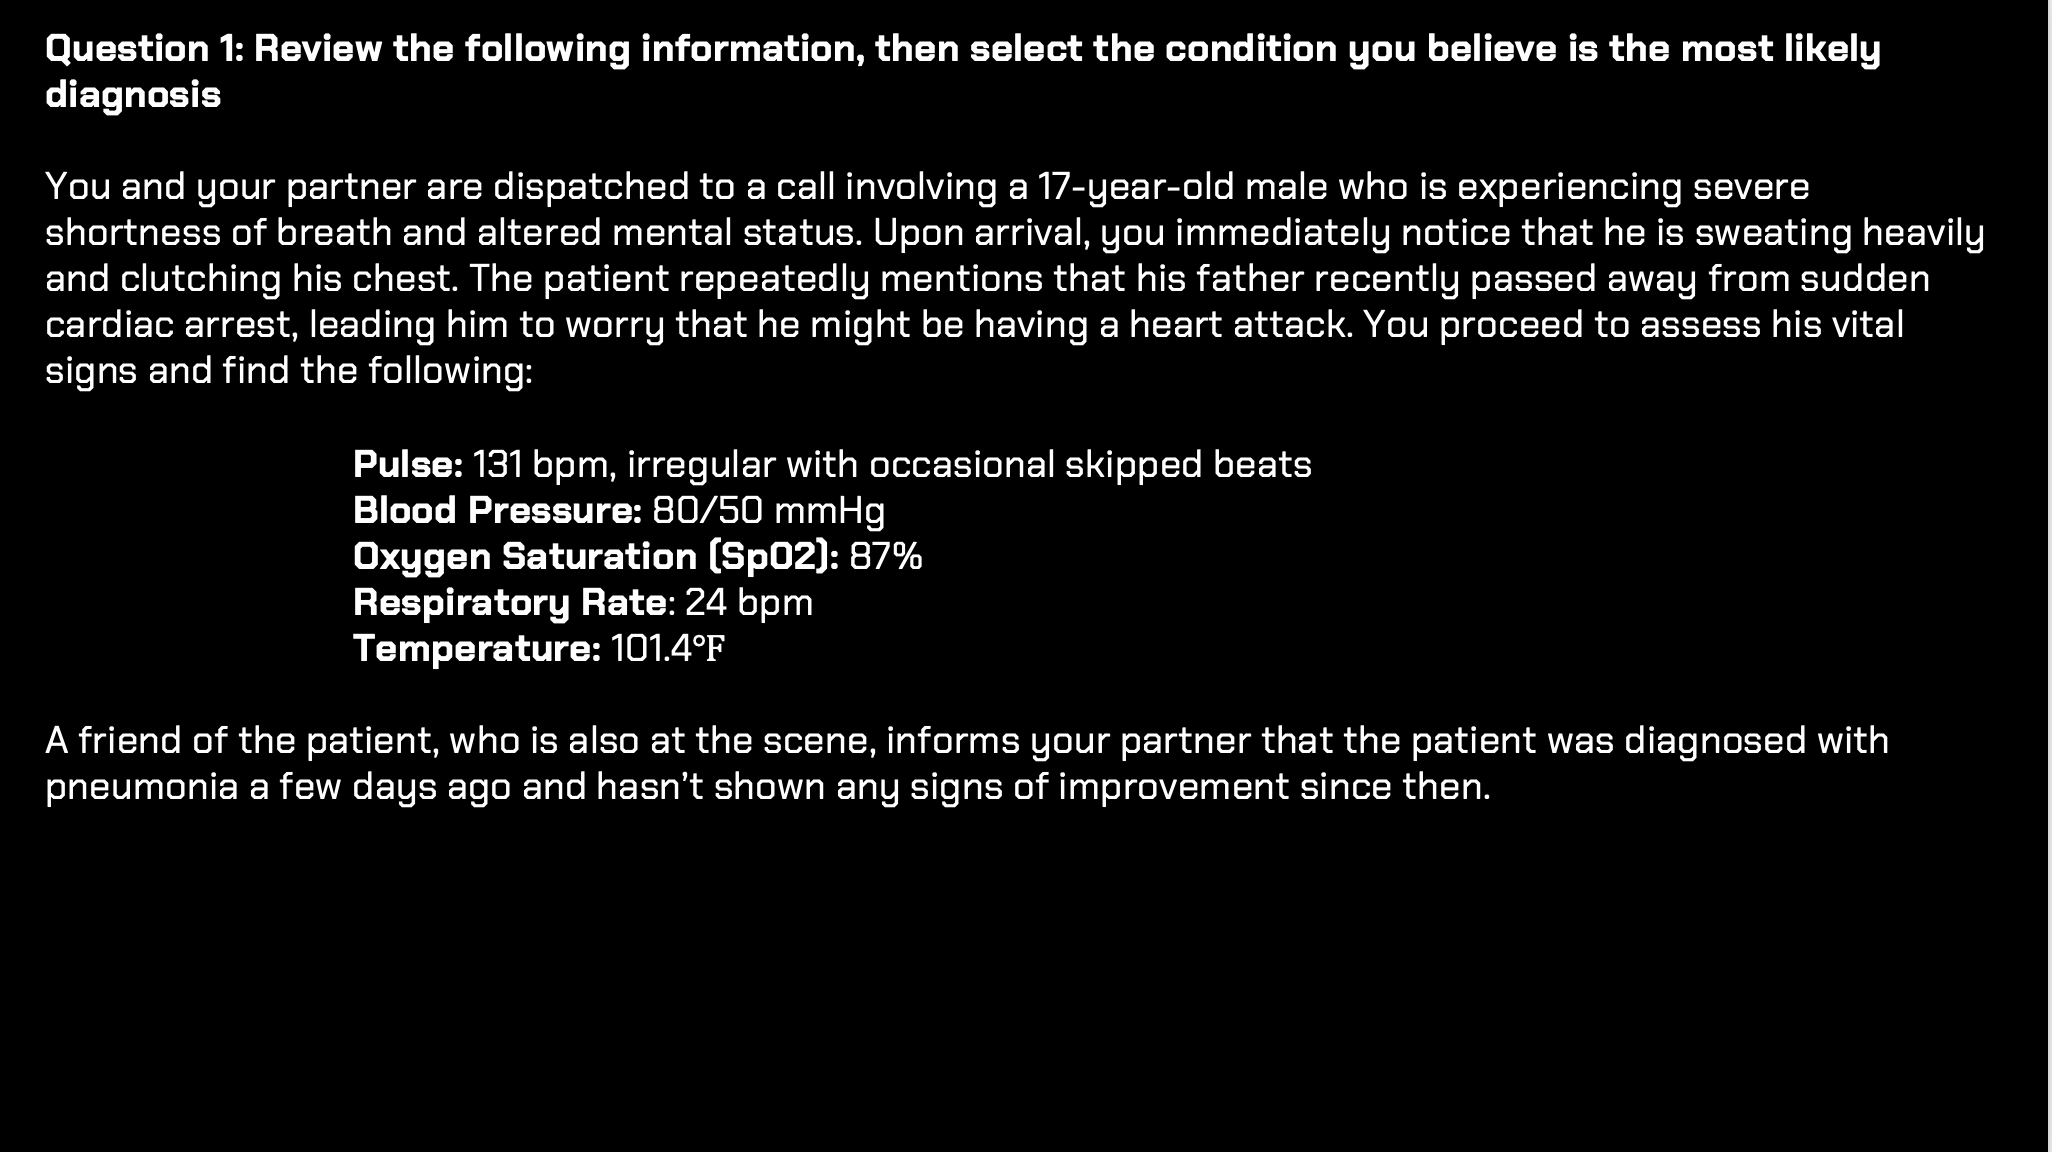 Question 1: Review the following information, then select the condition you believe is the most likely
diagnosis
You and your partner are dispatched to a call involving a 17-year-old male who is experiencing severe
shortness of breath and altered mental status. Upon arrival, you immediately notice that he is sweating heavily
and clutching his chest. The patient repeatedly mentions that his father recently passed away from sudden
cardiac arrest, leading him to worry that he might be having a heart attack. You proceed to assess his vital
signs and find the following:
Pulse: 131 bpm, irregular with occasional skipped beats
Blood Pressure: 80/50 mmHg
Oxygen Saturation (SpO2): 87%
Respiratory Rate: 24 bpm
Temperature: 101.4°F
A friend of the patient, who is also at the scene, informs your partner that the patient was diagnosed with
pneumonia a few days ago and hasn’t shown any signs of improvement since then.